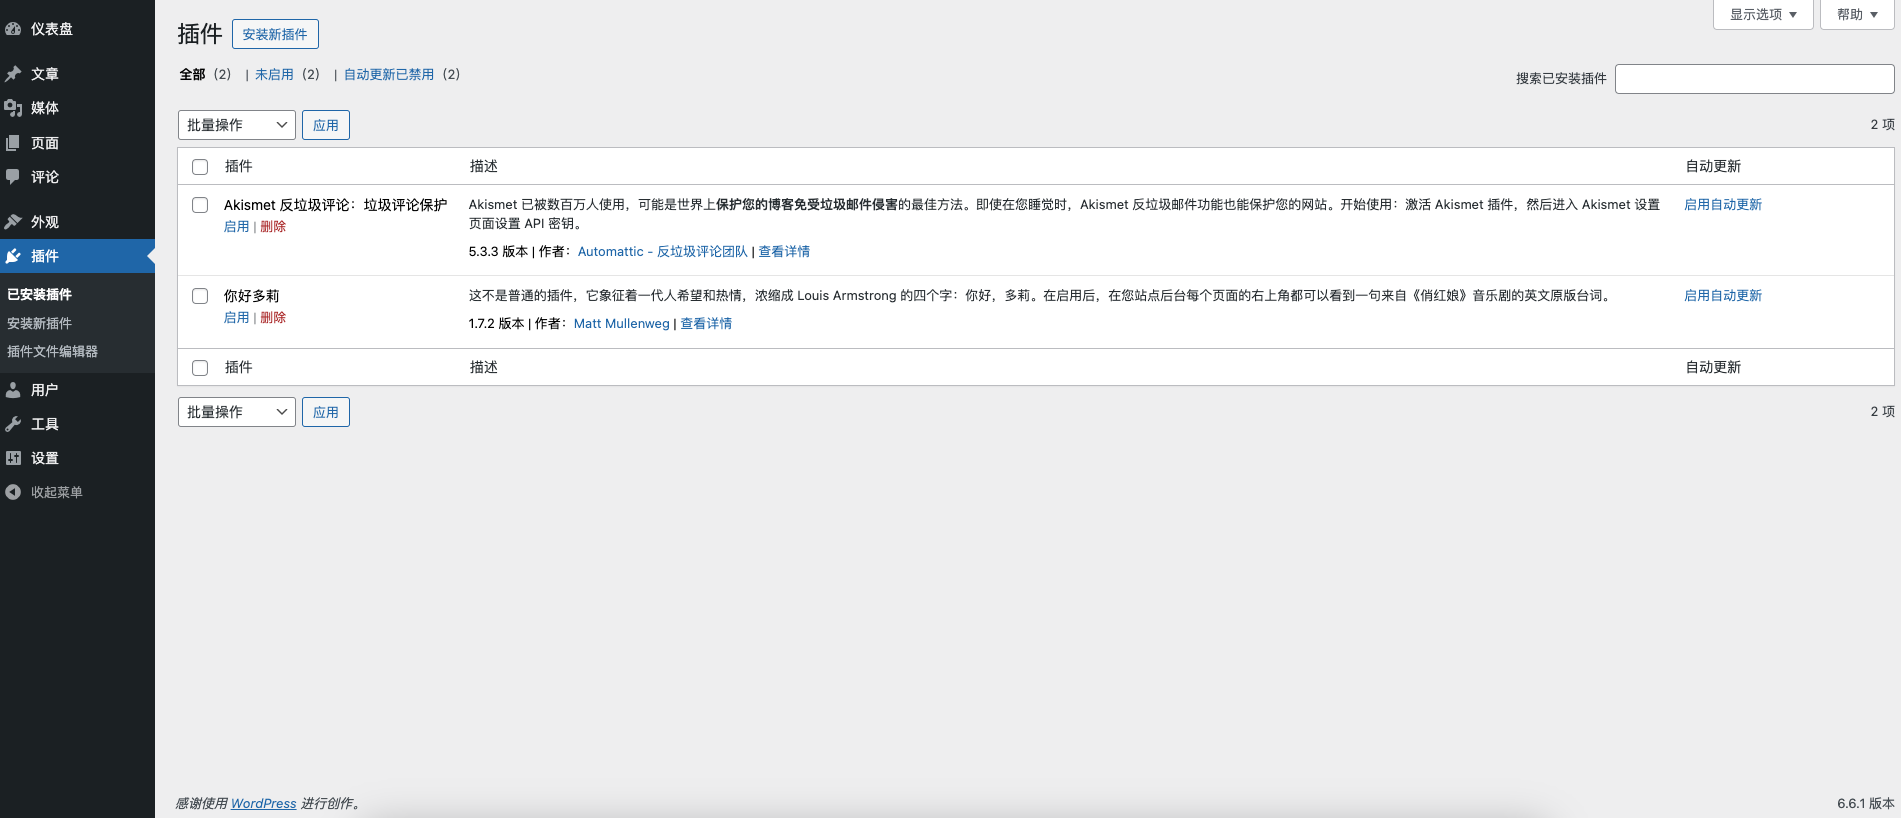 仪表盘
文章
媒体
页面
评论
外观
插件
已安装插件
安装新插件
插件文件编辑器
用户
工具
设置
收起菜单
显示选项 ▼
帮助 ▼
插件 安装新插件
全部 (2) | 未启用 (2) | 自动更新已禁用 (2)
搜索已安装插件
批量操作 应用
2 项
插件 描述 自动更新
Akismet 反垃圾评论：垃圾评论保护
启用 | 删除
Akismet 已被数百万人使用，可能是世界上保护您的博客免受垃圾邮件侵害的最佳方法。即使在您睡觉时，Akismet 反垃圾邮件功能也能保护您的网站。开始使用：激活 Akismet 插件，然后进入 Akismet 设置
页面设置 API 密钥。
5.3.3 版本 | 作者：Automattic - 反垃圾评论团队 | 查看详情
启用自动更新
你好多莉
启用 | 删除
这不是普通的插件，它象征着一代人希望和热情，浓缩成 Louis Armstrong 的四个字：你好，多莉。在启用后，在您站点后台每个页面的右上角都可以看到一句来自《俏红娘》音乐剧的英文原版台词。
1.7.2 版本 | 作者：Matt Mullenweg | 查看详情
启用自动更新
插件 描述 自动更新
批量操作 应用
2 项
感谢使用 WordPress 进行创作。
6.6.1 版本